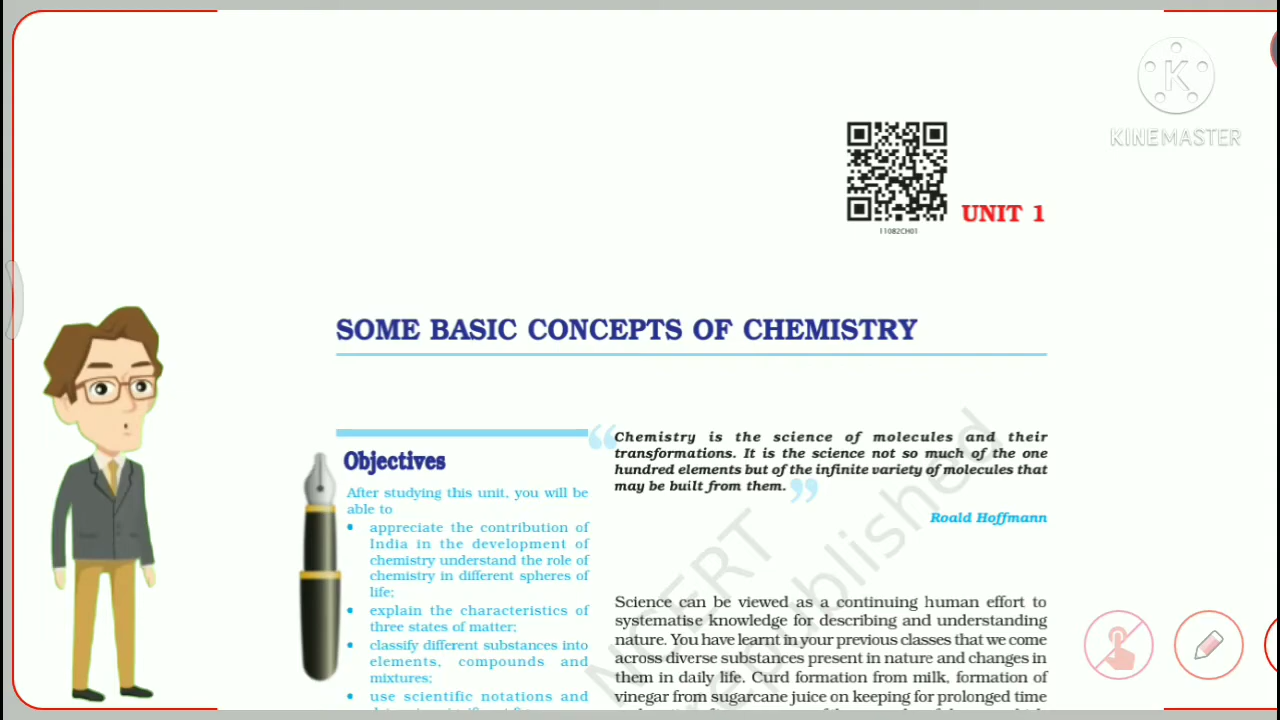 K
KINEMASTER
11082CH01
UNIT 1
SOME BASIC CONCEPTS OF CHEMISTRY
Objectives
After studying this unit, you will be
able to
• appreciate the contribution of
India in the development of
chemistry understand the role of
chemistry in different spheres of
life;
• explain the characteristics of
three states of matter;
• classify different substances into
elements, compounds and
mixtures;
• use scientific notations and
“Chemistry is the science of molecules and their
transformations. It is the science not so much of the one
hundred elements but of the infinite variety of molecules that
may be built from them.”
Roald Hoffmann
Science can be viewed as a continuing human effort to
systematise knowledge for describing and understanding
nature. You have learnt in your previous classes that we come
across diverse substances present in nature and changes in
them in daily life. Curd formation from milk, formation of
vinegar from sugarcane juice on keeping for prolonged time
NCERT
republished